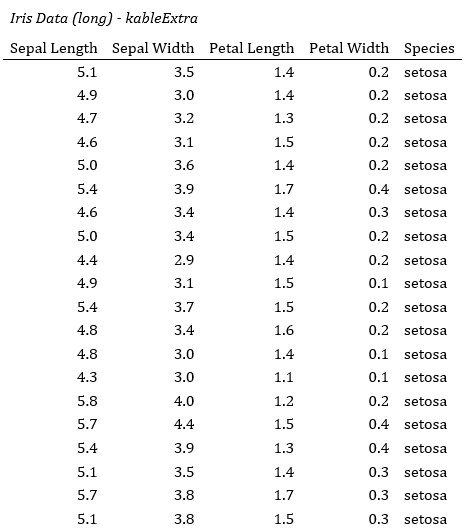 Iris Data (long) - kableExtra
Sepal Length Sepal Width Petal Length Petal Width Species
5.1 3.5 1.4 0.2 setosa
4.9 3.0 1.4 0.2 setosa
4.7 3.2 1.3 0.2 setosa
4.6 3.1 1.5 0.2 setosa
5.0 3.6 1.4 0.2 setosa
5.4 3.9 1.7 0.4 setosa
4.6 3.4 1.4 0.3 setosa
5.0 3.4 1.5 0.2 setosa
4.4 2.9 1.4 0.2 setosa
4.9 3.1 1.5 0.1 setosa
5.4 3.7 1.5 0.2 setosa
4.8 3.4 1.6 0.2 setosa
4.8 3.0 1.4 0.1 setosa
4.3 3.0 1.1 0.1 setosa
5.8 4.0 1.2 0.2 setosa
5.7 4.4 1.5 0.4 setosa
5.4 3.9 1.3 0.4 setosa
5.1 3.5 1.4 0.3 setosa
5.7 3.8 1.7 0.3 setosa
5.1 3.8 1.5 0.3 setosa